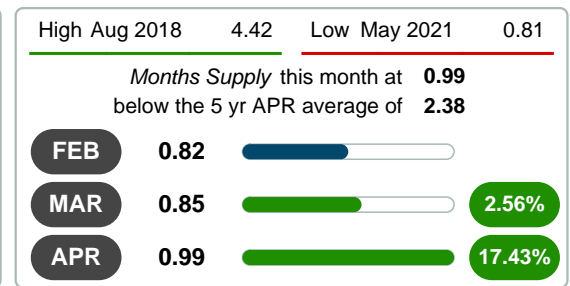 High Aug 2018 4.42 Low May 2021 0.81
Months Supply this month at 0.99
below the 5 yr APR average of 2.38
FEB 0.82
MAR 0.85 2.56%
APR 0.99 17.43%